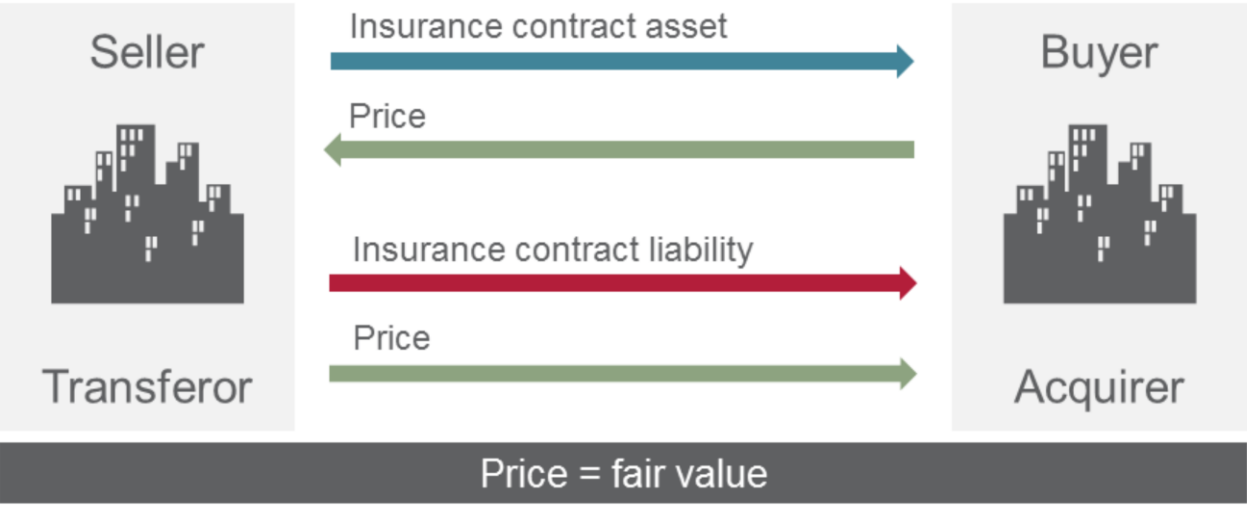 Seller
Insurance contract asset
Buyer
Price
Insurance contract liability
Price
Transferor
Acquirer
Price = fair value